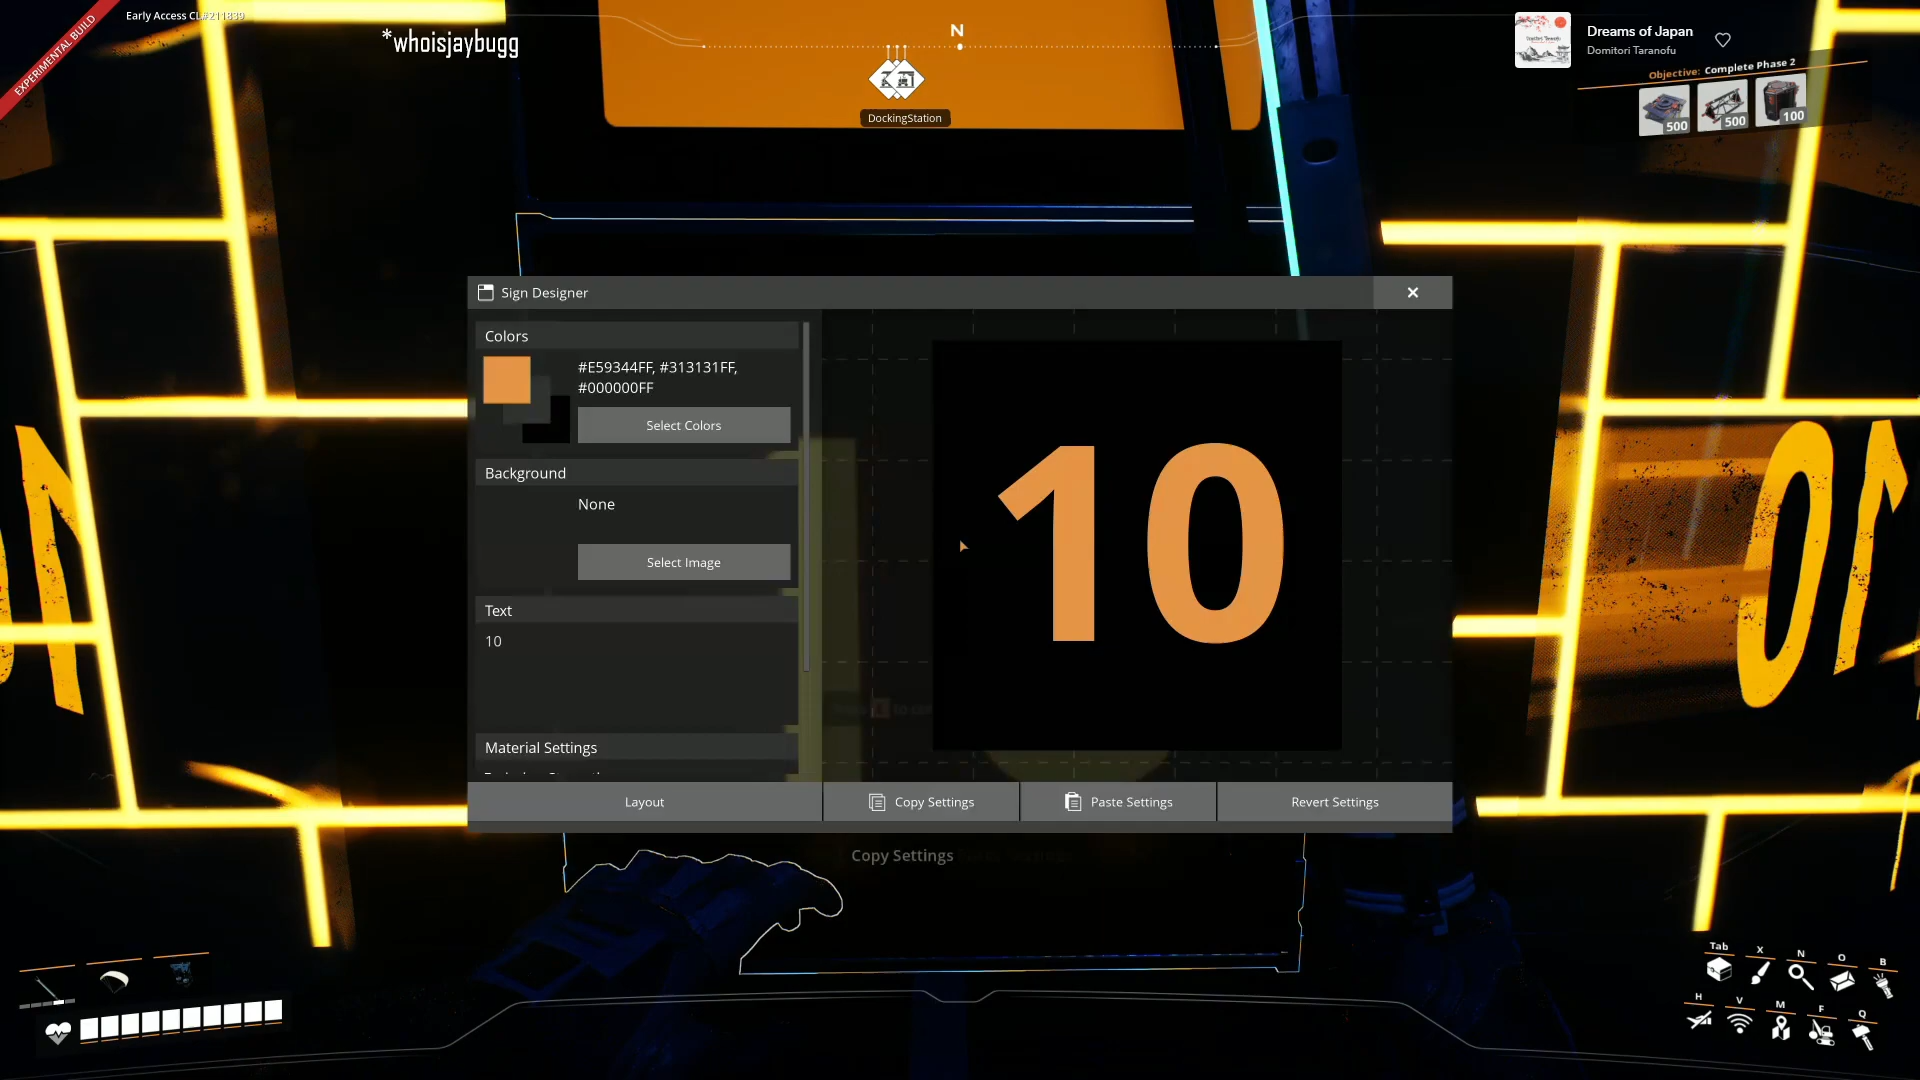 EXPERIMENTAL BUILD
Early Access CL#211839
*whoisjaybugg
N
DockingStation
Dreams of Japan
Domitori Taranofu
Objective: Complete Phase 2
500
500
100
Sign Designer
Colors
#E59344FF, #313131FF,
#000000FF
Select Colors
Background
None
Select Image
Text
10
Material Settings
10
Layout
Copy Settings
Paste Settings
Revert Settings
Copy Settings
10
Tab
X
N
O
B
H
V
M
F
Q